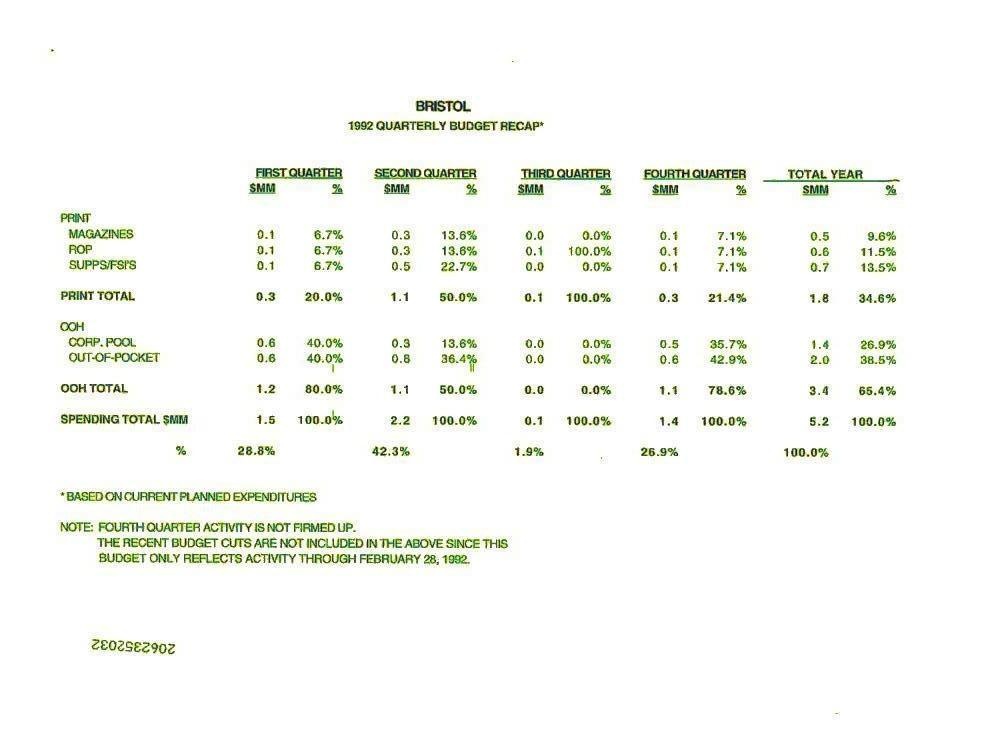 BRISTOL
1992 QUARTERLY BUDGET RECAP*
FIRST QUARTER SECOND QUARTER THIRD QUARTER FOURTH QUARTER TOTAL YEAR
$MM % $MM % $MM % $MM % $MM %
PRINT
MAGAZINES 0.1 6.7% 0.3 13.6% 0.0 0.0% 0.1 7.1% 0.5 9.6%
ROP 0.1 6.7% 0.3 13.6% 0.1 100.0% 0.1 7.1% 0.6 11.5%
SUPPS/FSI'S 0.1 6.7% 0.5 22.7% 0.0 0.0% 0.1 7.1% 0.7 13.5%
PRINT TOTAL 0.3 20.0% 1.1 50.0% 0.1 100.0% 0.3 21.4% 1.8 34.6%
OOH
CORP. POOL 0.6 40.0% 0.3 13.6% 0.0 0.0% 0.5 35.7% 1.4 26.9%
OUT-OF-POCKET 0.6 40.0% 0.8 36.4% 0.0 0.0% 0.6 42.9% 2.0 38.5%
OOH TOTAL 1.2 80.0% 1.1 50.0% 0.0 0.0% 1.1 78.6% 3.4 65.4%
SPENDING TOTAL $MM 1.5 100.0% 2.2 100.0% 0.1 100.0% 1.4 100.0% 5.2 100.0%
% 28.8% 42.3% 1.9% 26.9% 100.0%
* BASED ON CURRENT PLANNED EXPENDITURES
NOTE: FOURTH QUARTER ACTIVITY IS NOT FIRMED UP.
THE RECENT BUDGET CUTS ARE NOT INCLUDED IN THE ABOVE SINCE THIS
BUDGET ONLY REFLECTS ACTIVITY THROUGH FEBRUARY 28, 1992.
2062352032